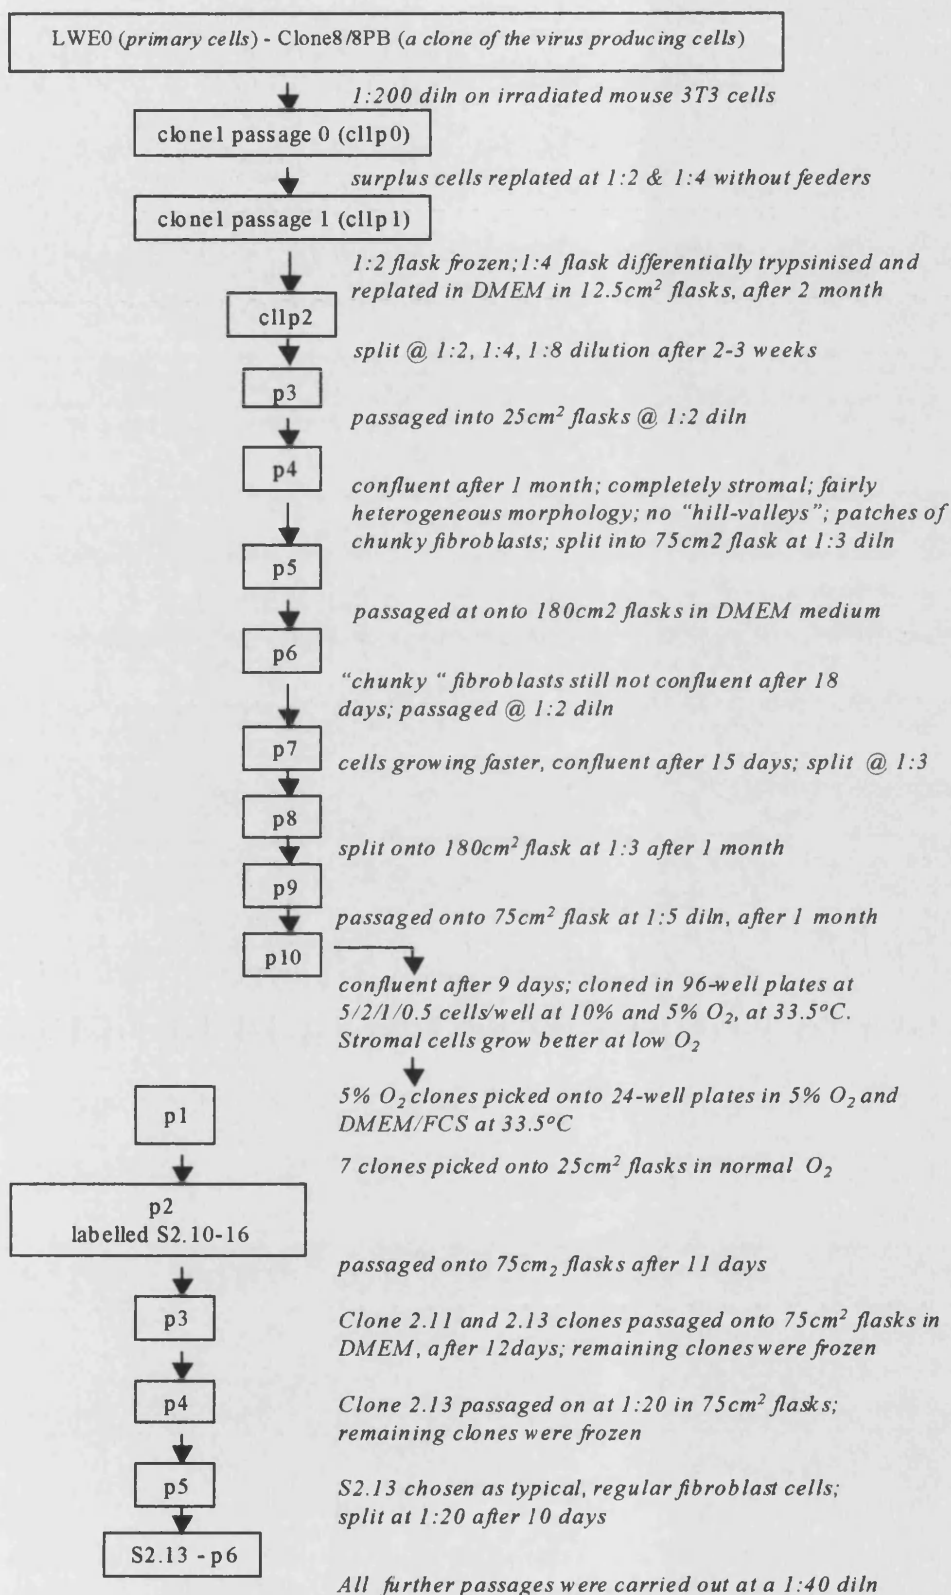 LWE0 (primary cells) - Clone8/8PB (a clone of the virus producing cells)
1:200 diln on irradiated mouse 3T3 cells
clone1 passage 0 (cl1p0)
surplus cells replated at 1:2 & 1:4 without feeders
clone1 passage 1 (cl1p1)
1:2 flask frozen; 1:4 flask differentially trypsinised and
replated in DMEM in 12.5cm² flasks, after 2 month
cl1p2
split @ 1:2, 1:4, 1:8 dilution after 2-3 weeks
p3
passaged into 25cm² flasks @ 1:2 diln
p4
confluent after 1 month; completely stromal; fairly
heterogeneous morphology; no "hill-valleys"; patches of
chunky fibroblasts; split into 75cm2 flask at 1:3 diln
p5
passaged at onto 180cm2 flasks in DMEM medium
p6
"chunky " fibroblasts still not confluent after 18
days; passaged @ 1:2 diln
p7
cells growing faster, confluent after 15 days; split @ 1:3
p8
split onto 180cm² flask at 1:3 after 1 month
p9
passaged onto 75cm² flask at 1:5 diln, after 1 month
p10
confluent after 9 days; cloned in 96-well plates at
5/2/1/0.5 cells/well at 10% and 5% O₂, at 33.5°C.
Stromal cells grow better at low O₂
5% O₂ clones picked onto 24-well plates in 5% O₂ and
DMEM/FCS at 33.5°C
p1
7 clones picked onto 25cm² flasks in normal O₂
p2
labelled S2.10-16
passaged onto 75cm₂ flasks after 11 days
p3
Clone 2.11 and 2.13 clones passaged onto 75cm² flasks in
DMEM, after 12days; remaining clones were frozen
p4
Clone 2.13 passaged on at 1:20 in 75cm² flasks;
remaining clones were frozen
p5
S2.13 chosen as typical, regular fibroblast cells;
split at 1:20 after 10 days
S2.13 - p6
All further passages were carried out at a 1:40 diln